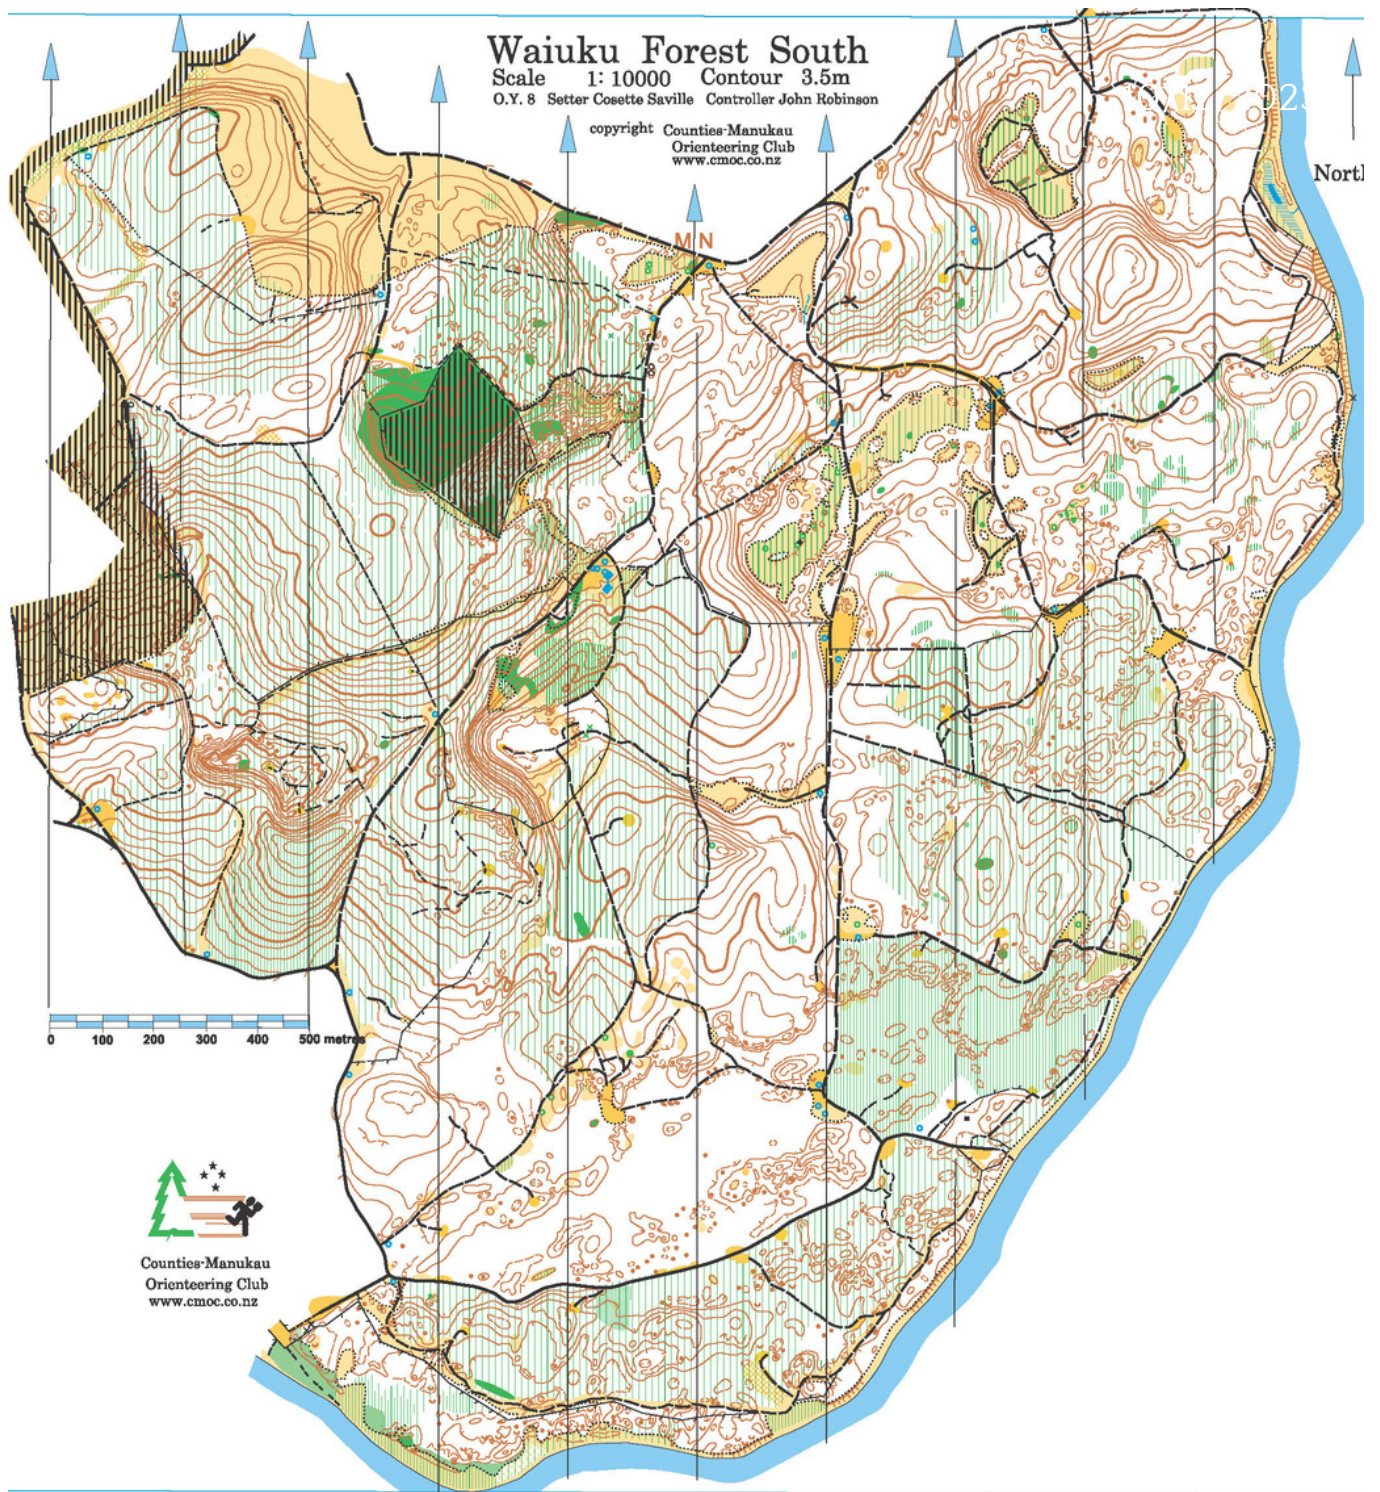 Waiuku Forest South
Scale 1: 10000 Contour 3.5m
O.Y. 8 Setter Cosette Saville Controller John Robinson
copyright Counties-Manukau
Orienteering Club
www.cmoc.co.nz
North
M N
0 100 200 300 400 500 metres
Counties-Manukau
Orienteering Club
www.cmoc.co.nz